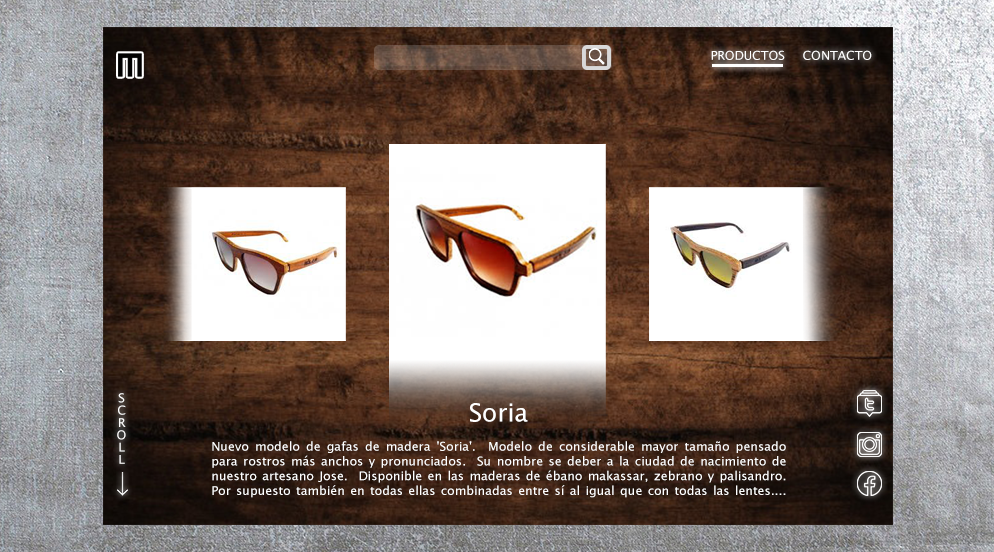 PRODUCTOS CONTACTO
Soria
Nuevo modelo de gafas de madera 'Soria'. Modelo de considerable mayor tamaño pensado
para rostros más anchos y pronunciados. Su nombre se deber a la ciudad de nacimiento de
nuestro artesano Jose. Disponible en las maderas de ébano makassar, zebrano y palisandro.
Por supuesto también en todas ellas combinadas entre sí al igual que con todas las lentes....
SCROLL